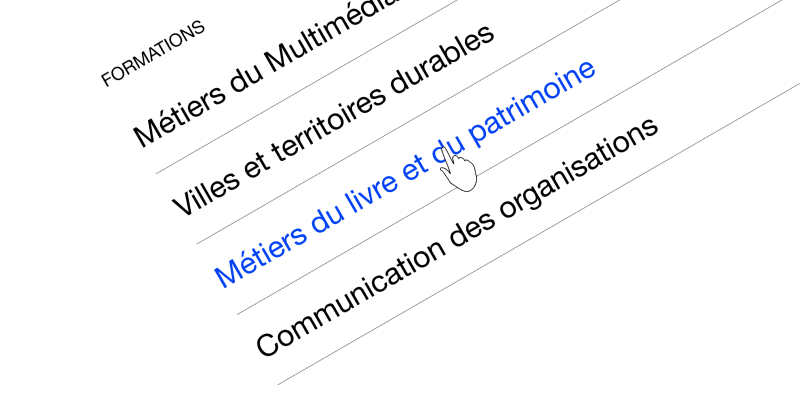 FORMATIONS
Métiers du Multimédia
Villes et territoires durables
Métiers du livre et du patrimoine
Communication des organisations